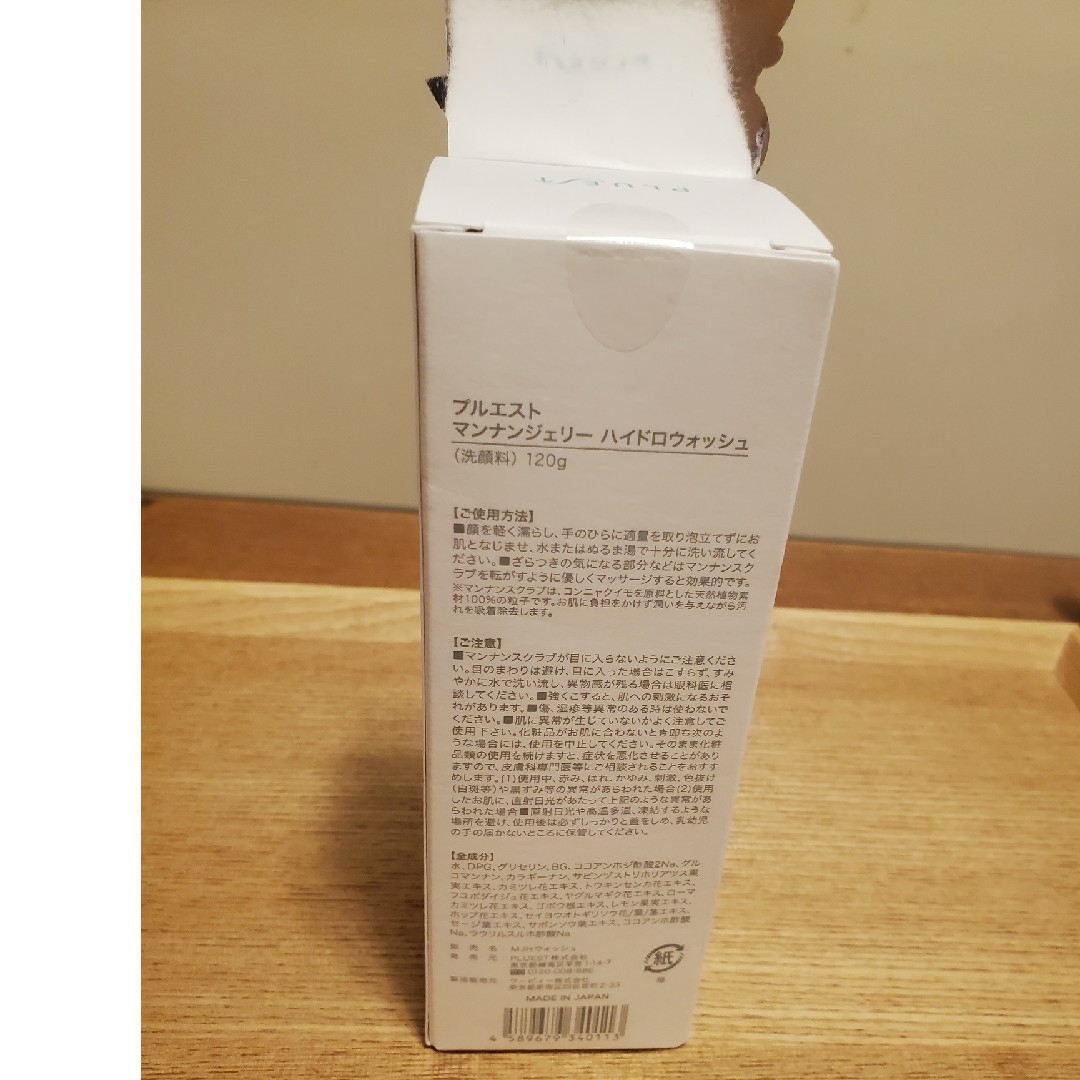 PLUEST
プルエスト
マンナンジェリー ハイドロウォッシュ
（洗顔料）120g
【ご使用方法】
■顔を軽く濡らし、手のひらに適量を取り泡立てずにお
肌となじませ、水またはぬるま湯で十分に洗い流してく
ださい。■ざらつきの気になる部分などはマンナンスク
ラブを転がすように優しくマッサージすると効果的です。
※マンナンスクラブは、コンニャクイモを原料とした天然植物素
材100%の粒子です。お肌に負担をかけず潤いを与えながら汚
れを吸着除去します。
【ご注意】
■マンナンスクラブが目に入らないようにご注意くださ
い。目のまわりは避け、目に入った場合はこすらず、すみ
やかに水で洗い流し、異物感が残る場合は眼科医に相
談してください。■強くこすると、肌への刺激になるおそ
れがあります。■傷、湿疹等異常のある時は使わないで
ください。■肌に異常が生じていないかよく注意してご
使用下さい。化粧品がお肌に合わないとき即ち次のよ
うな場合には、使用を中止してください。そのまま化粧
品類の使用を続けますと、症状を悪化させることがあり
ますので、皮膚科専門医等にご相談されることをおすす
めします。(1)使用中、赤み、はれ、かゆみ、刺激、色抜け
(白斑等)や黒ずみ等の異常があらわれた場合(2)使用
したお肌に、直射日光があたって上記のような異常があ
らわれた場合■直射日光や高温多湿、凍結するような
場所を避け、使用後は必ずしっかりと蓋をしめ、乳幼児
の手の届かないところに保管してください。
【全成分】
水、DPG、グリセリン、BG、ココアンホジ酢酸2Na、グル
コマンナン、カラギーナン、サピンヅストリホリアツス果
実エキス、カミツレ花エキス、トウキンセンカ花エキス、
フユボダイジュ花エキス、ヤグルマギク花エキス、ローマ
カミツレ花エキス、ゴボウ根エキス、レモン果実エキス、
ホップ花エキス、セイヨウオトギリソウ花/葉/茎エキス、
セージ葉エキス、サボンソウ葉エキス、ココアンホ酢酸
Na、ラウリルスルホ酢酸Na
販売名：MJHウォッシュ
発売元：PLUEST株式会社
紙
箱
MADE IN JAPAN
4 589679 340113